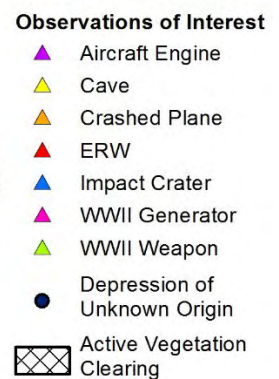 Observations of Interest
Aircraft Engine
Cave
Crashed Plane
ERW
Impact Crater
WWII Generator
WWII Weapon
Depression of
Unknown Origin
Active Vegetation
Clearing